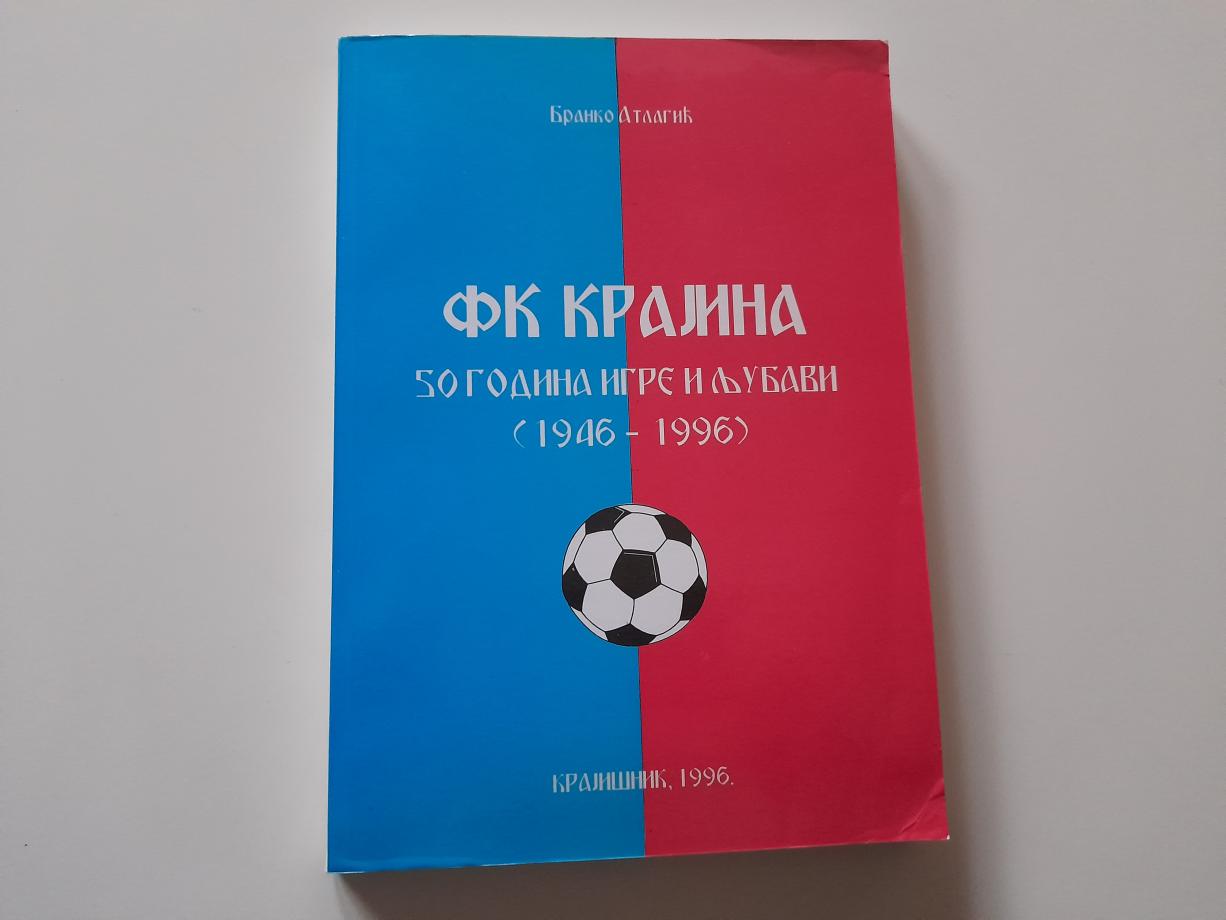 Бранко Атлагић
ФК КРАЈИНА
50 ГОДИНА ИГРЕ И ЉУБАВИ
(1946 - 1996)
КРАЈИШНИК, 1996.